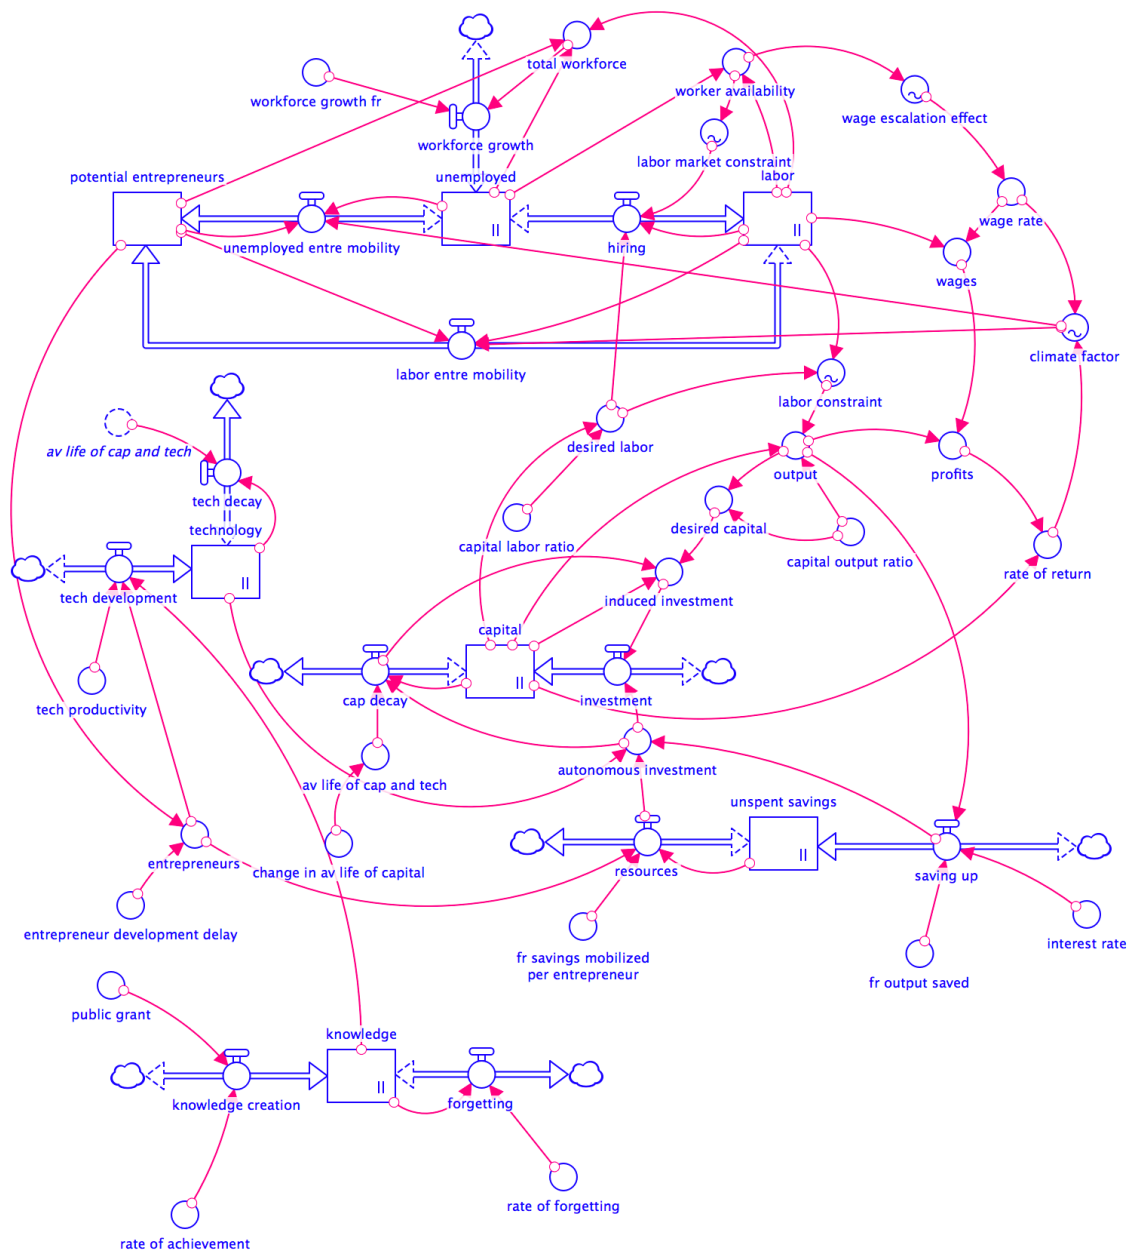 total workforce
workforce growth fr
worker availability
wage escalation effect
workforce growth
labor market constraint
potential entrepreneurs
unemployed
labor
wage rate
unemployed entre mobility
hiring
wages
climate factor
labor entre mobility
labor constraint
desired labor
av life of cap and tech
output
profits
tech decay
technology
desired capital
capital labor ratio
capital output ratio
rate of return
tech development
induced investment
capital
tech productivity
cap decay
investment
autonomous investment
av life of cap and tech
unspent savings
entrepreneurs
change in av life of capital
resources
saving up
entrepreneur development delay
interest rate
fr savings mobilized
per entrepreneur
fr output saved
public grant
knowledge
knowledge creation
forgetting
rate of forgetting
rate of achievement